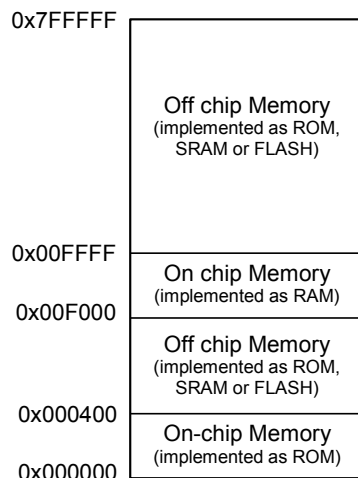 0x7FFFFF
Off chip Memory
(implemented as ROM,
SRAM or FLASH)
0x00FFFF
On chip Memory
(implemented as RAM)
0x00F000
Off chip Memory
(implemented as ROM,
SRAM or FLASH)
0x000400
On-chip Memory
(implemented as ROM)
0x000000